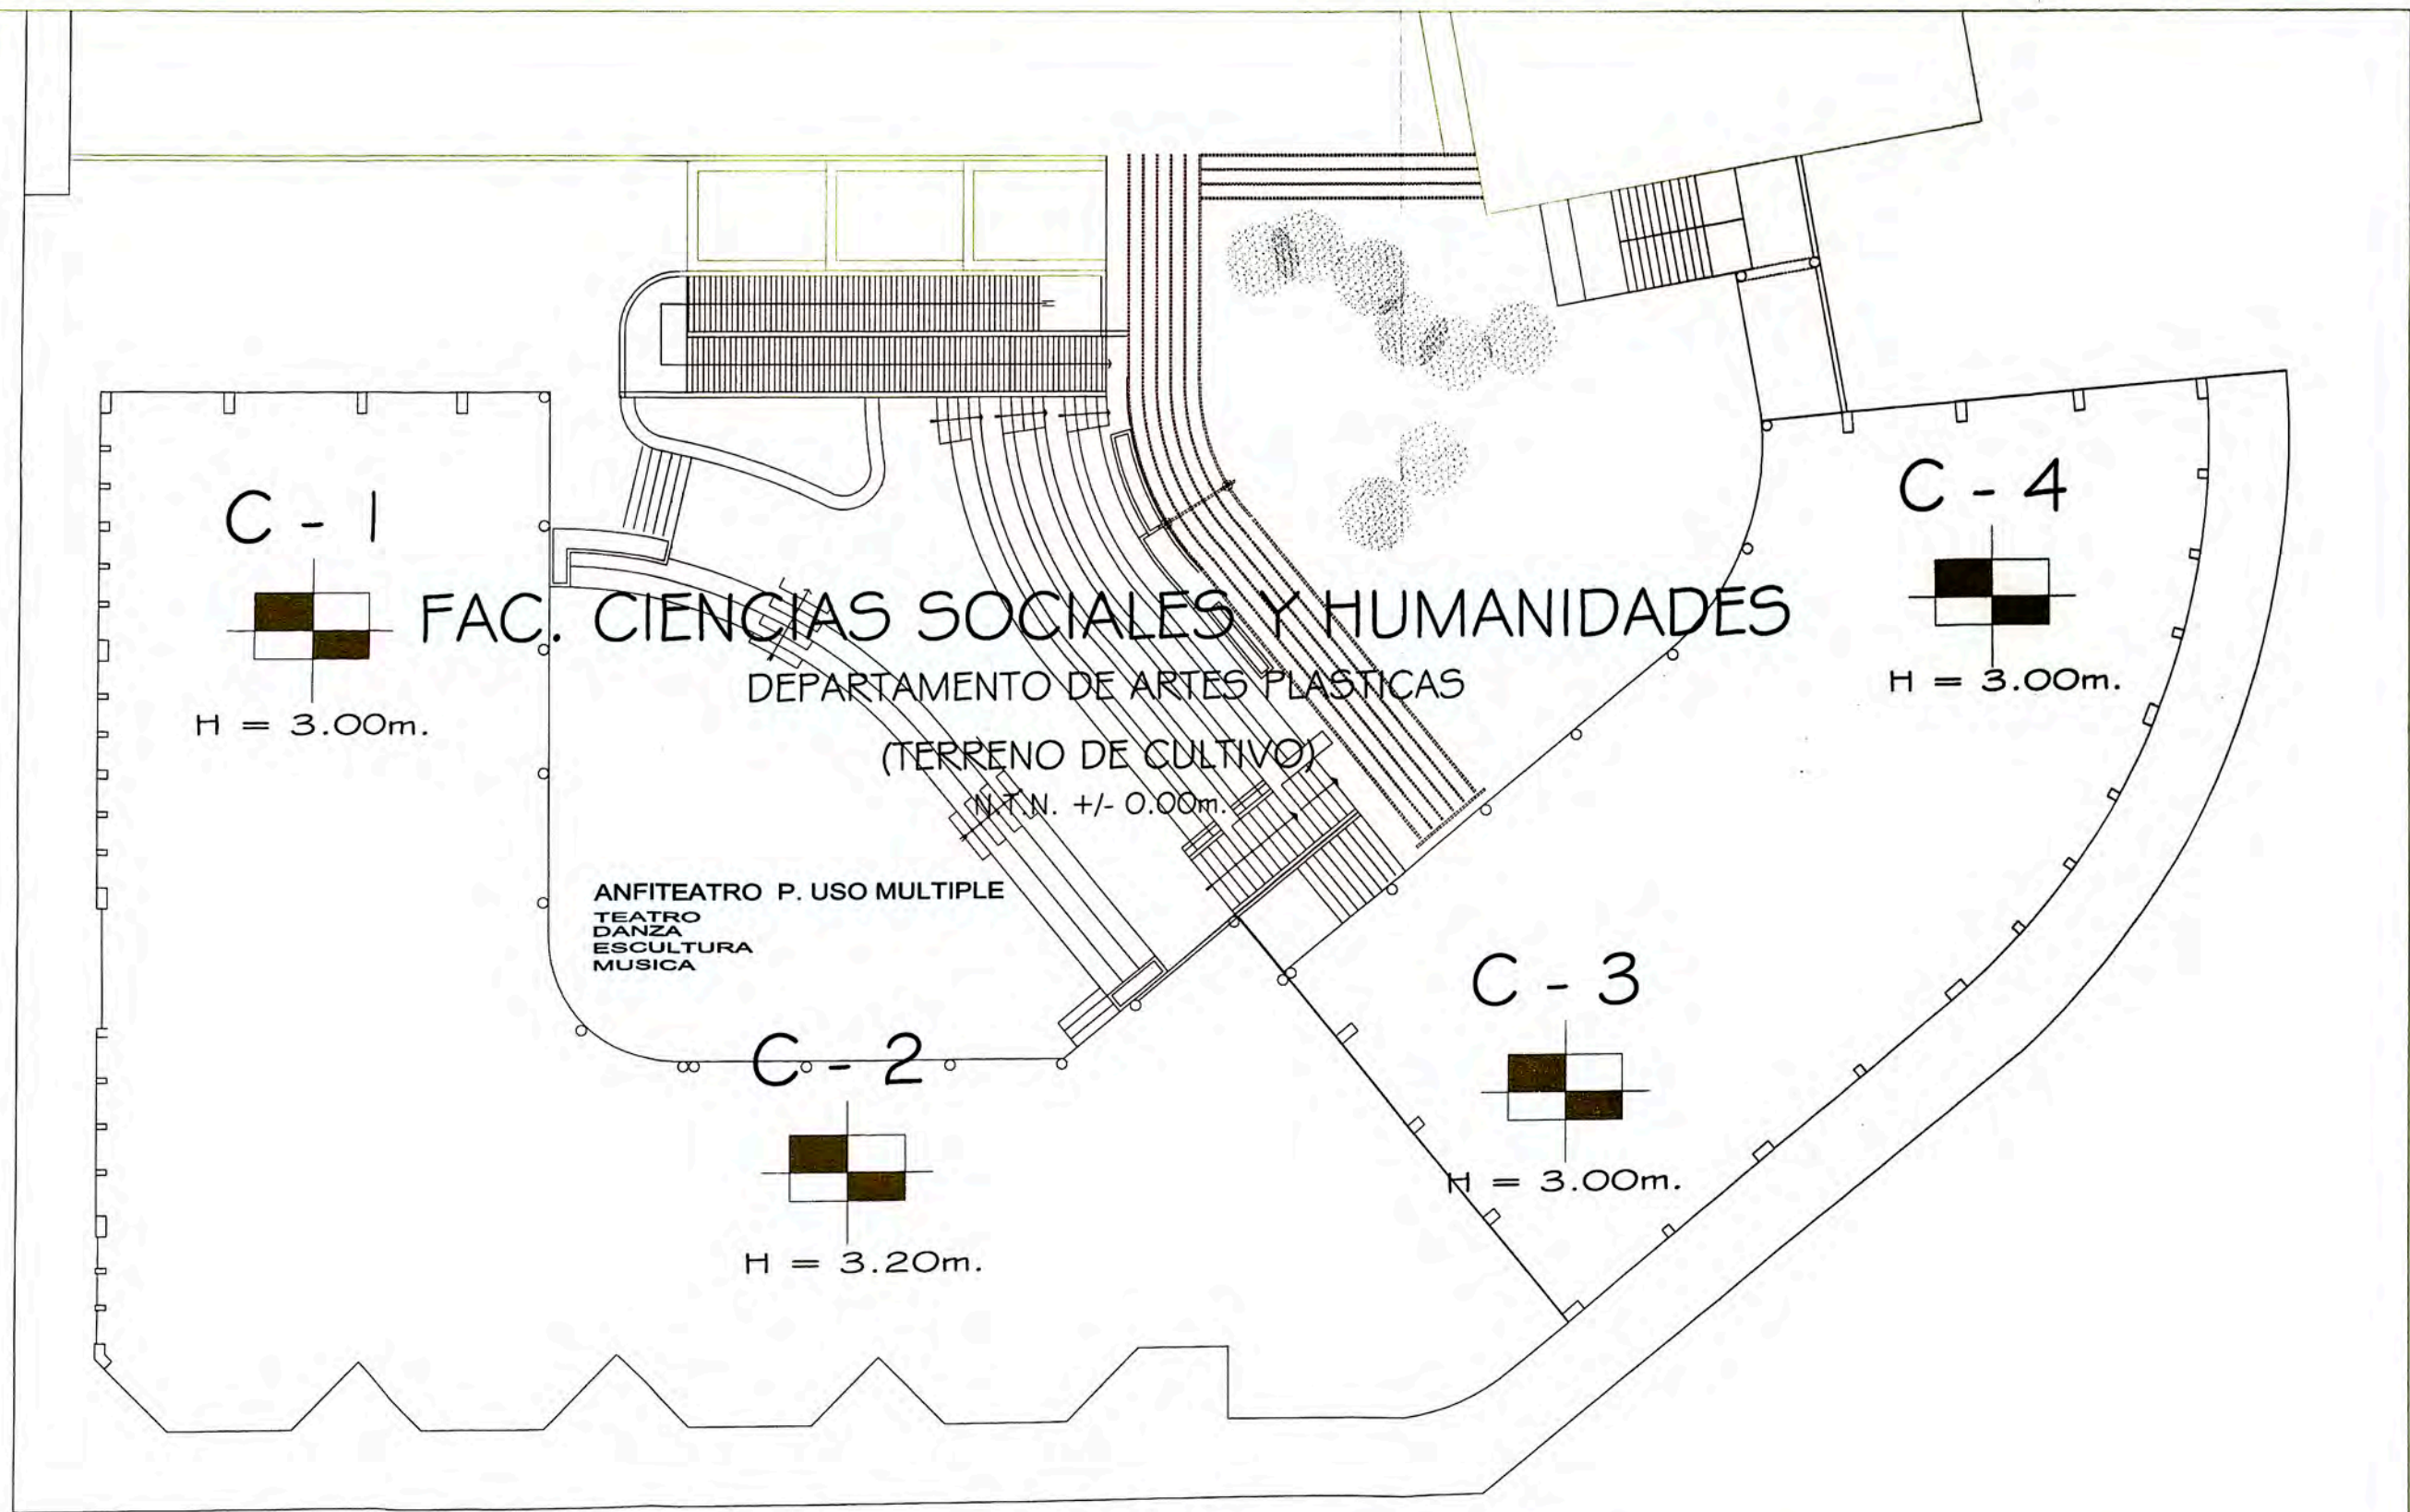 C - 1
H = 3.00m.
C - 4
H = 3.00m.
FAC. CIENCIAS SOCIALES Y HUMANIDADES
DEPARTAMENTO DE ARTES PLASTICAS
(TERRENO DE CULTIVO)
N.T.N. +/- 0.00m.
ANFITEATRO P. USO MULTIPLE
TEATRO
DANZA
ESCULTURA
MUSICA
C - 2
H = 3.20m.
C - 3
H = 3.00m.